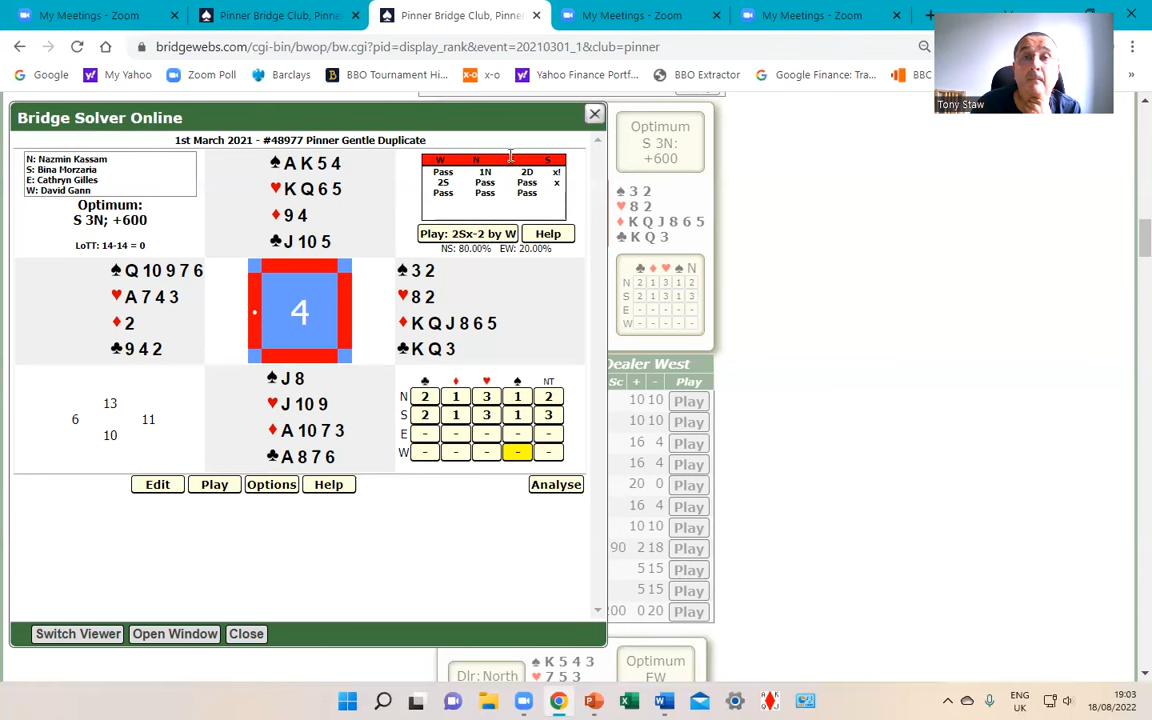 My Meetings - Zoom
Pinner Bridge Club, Pinne
Pinner Bridge Club, Pinner
My Meetings - Zoom
My Meetings - Zoom
bridgewebs.com/cgi-bin/bwop/bw.cgi?pid=display_rank&event=20210301_1&club=pinner
Google
My Yahoo
Zoom Poll
Barclays
BBO Tournament Hi...
x-o
Yahoo Finance Portf...
BBO Extractor
Google Finance: Tra...
BBC
»
Tony Staw
Bridge Solver Online
1st March 2021 - #48977 Pinner Gentle Duplicate
N: Nazmin Kassam
S: Bina Morzaria
E: Cathryn Gilles
W: David Gann
Optimum:
S 3N; +600
LoTT: 14-14 = 0
♠ A K 5 4
♥ K Q 6 5
♦ 9 4
♣ J 10 5
W N S
Pass 1N 2D x!
2S Pass Pass x
Pass Pass Pass
Play: 2Sx-2 by W
Help
NS: 80.00% EW: 20.00%
♠ Q 10 9 7 6
♥ A 7 4 3
♦ 2
♣ 9 4 2
4
♠ 3 2
♥ 8 2
♦ K Q J 8 6 5
♣ K Q 3
♠ J 8
♥ J 10 9
♦ A 10 7 3
♣ A 8 7 6
13
6 11
10
♣ ♦ ♥ ♠ NT
N 2 1 3 1 2
S 2 1 3 1 3
E - - - - -
W - - - - -
Edit
Play
Options
Help
Analyse
Switch Viewer
Open Window
Close
Optimum
S 3N:
+600
♠ 3 2
♥ 8 2
♦ K Q J 8 6 5
♣ K Q 3
♣ ♦ ♥ ♠ N
N 2 1 3 1 2
S 2 1 3 1 3
E - - - - -
W - - - - -
Dealer West
Sc + - Play
10 10 Play
10 10 Play
16 4 Play
16 4 Play
20 0 Play
16 4 Play
10 10 Play
90 2 18 Play
5 15 Play
5 15 Play
200 0 20 Play
Dlr: North
♠ K 5 4 3
♥ 7 5 3
Optimum
EW
ENG
UK
19:03
18/08/2022